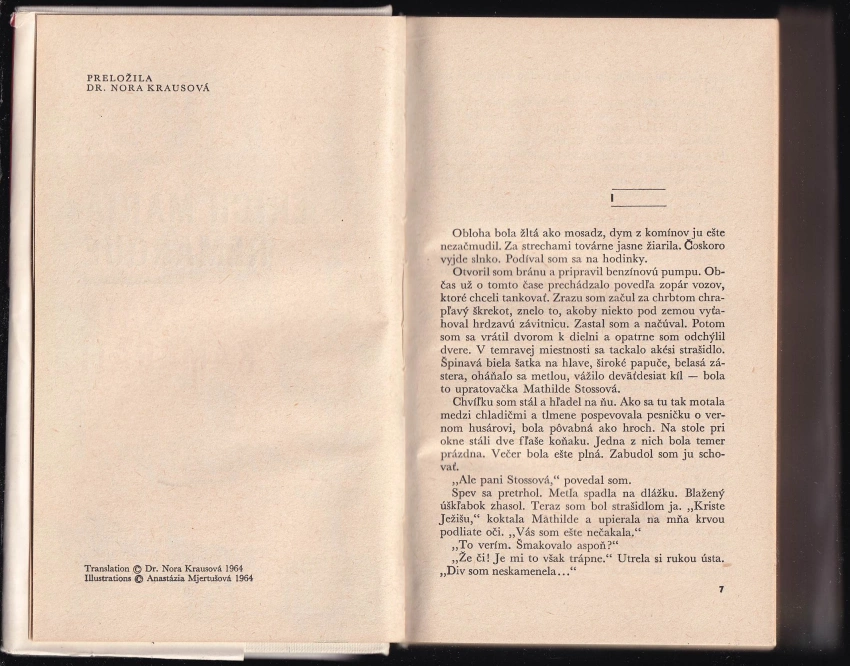 PRELOŽILA
DR. NORA KRAUSOVÁ
Translation © Dr. Nora Krausová 1964
Illustrations © Anastázia Mjertušová 1964
I
Obloha bola žltá ako mosadz, dym z komínov ju ešte
nezačmudil. Za strechami továrne jasne žiarila. Čoskoro
vyjde slnko. Podíval som sa na hodinky.
Otvoril som bránu a pripravil benzínovú pumpu. Ob-
čas už o tomto čase prechádzalo povedľa zopár vozov,
ktoré chceli tankovať. Zrazu som začul za chrbtom chra-
pľavý škrekot, znelo to, akoby niekto pod zemou vyťa-
hoval hrdzavú závitnicu. Zastal som a načúval. Potom
som sa vrátil dvorom k dielni a opatrne som odchýlil
dvere. V temravej miestnosti sa tackalo akési strašidlo.
Špinavá biela šatka na hlave, široké papuče, belasá zá-
stera, oháňalo sa metlou, vážilo deväťdesiat kíl — bola
to upratovačka Mathilde Stossová.
Chvíľku som stál a hľadel na ňu. Ako sa tu tak motala
medzi chladičmi a tlmene pospevovala pesničku o ver-
nom husárovi, bola pôvabná ako hroch. Na stole pri
okne stáli dve fľaše koňaku. Jedna z nich bola temer
prázdna. Večer bola ešte plná. Zabudol som ju scho-
vať.
„Ale pani Stossová,“ povedal som.
Spev sa pretrhol. Metla spadla na dlážku. Blažený
úškľabok zhasol. Teraz som bol strašidlom ja. „Kriste
Ježišu,“ koktala Mathilde a upierala na mňa krvou
podliate oči. „Vás som ešte nečakala.“
„To verím. Šmakovalo aspoň?“
„Že či! Je mi to však trápne.“ Utrela si rukou ústa.
„Div som neskamenela...“
7